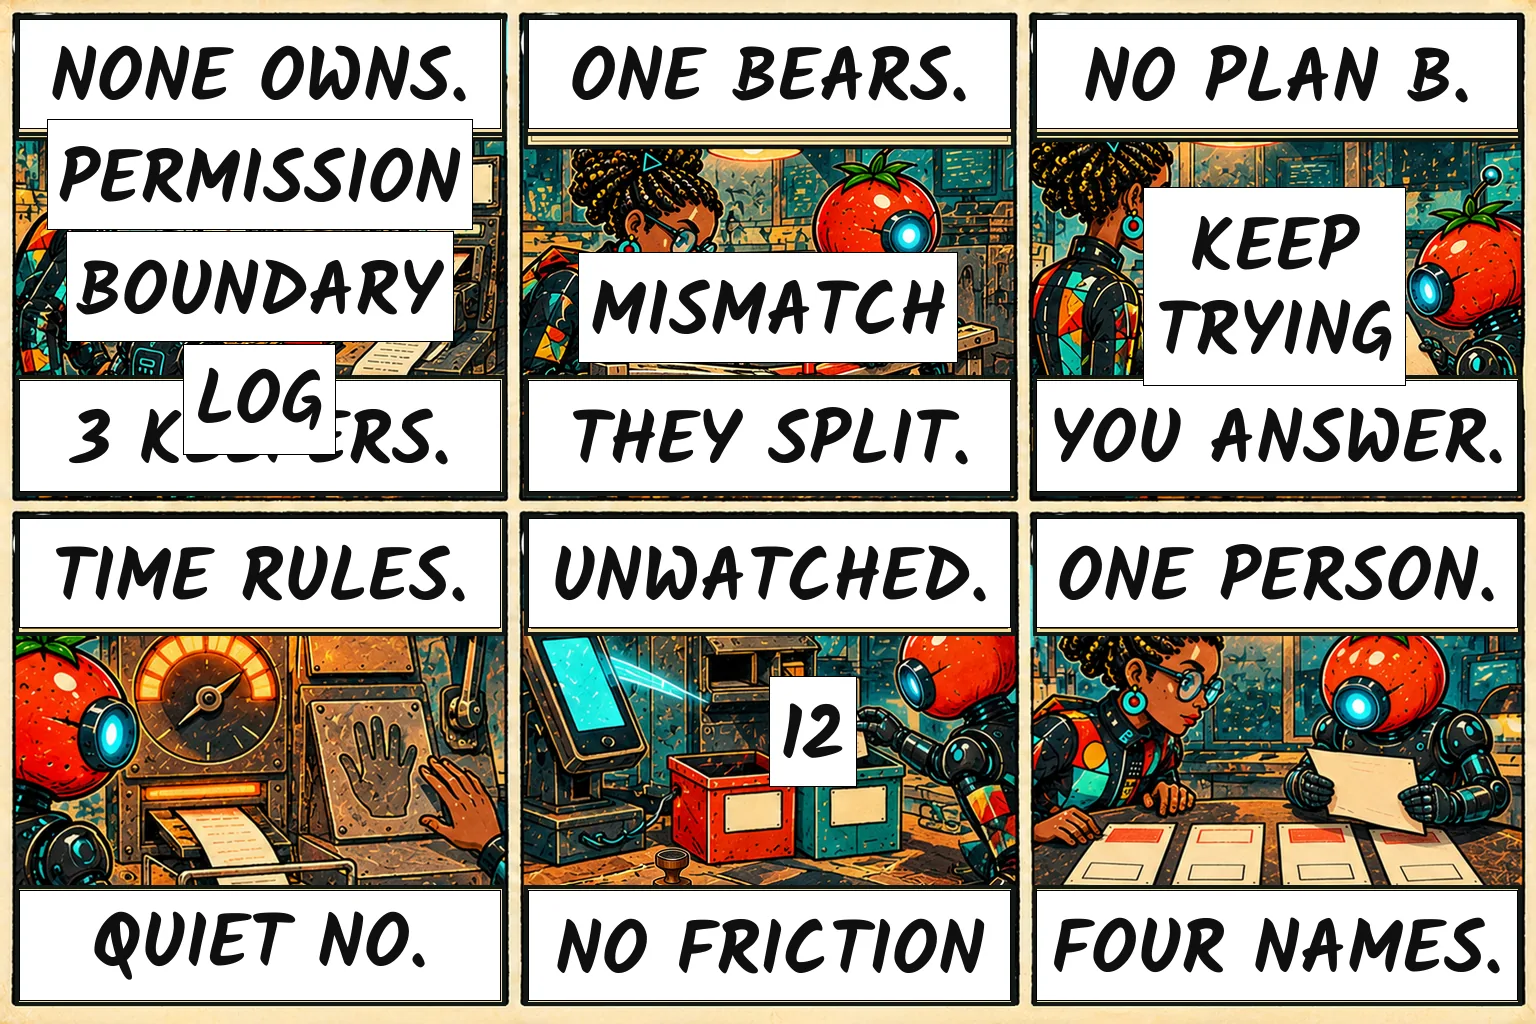 NONE OWNS.
PERMISSION
BOUNDARY
LOG
3 K ERS.
ONE BEARS.
MISMATCH
THEY SPLIT.
NO PLAN B.
KEEP
TRYING
YOU ANSWER.
TIME RULES.
QUIET NO.
UNWATCHED.
12
NO FRICTION
ONE PERSON.
FOUR NAMES.